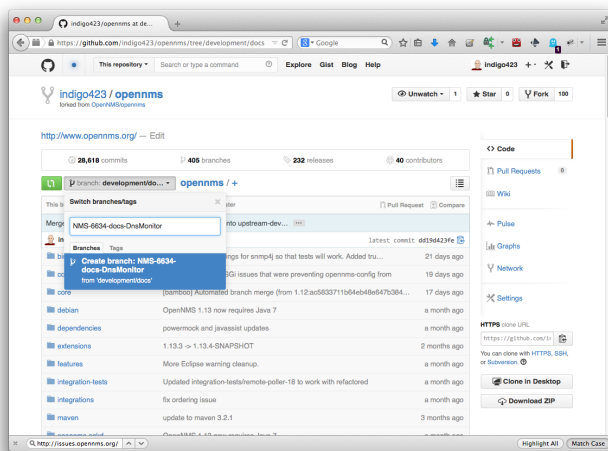 indigo423/opennms at de...
https://github.com/indigo423/opennms/tree/development/docs
Google
This repository
Search or type a command
Explore Gist Blog Help
indigo423
indigo423 / opennms
forked from OpenNMS/opennms
Unwatch 1
Star 0
Fork 100
http://www.opennms.org/ — Edit
28,618 commits
405 branches
232 releases
40 contributors
branch: development/do...
opennms / +
Switch branches/tags
Pull Request
Compare
NMS-6634-docs-DnsMonitor
nto upstream-dev...
latest commit dd19d423fe
Branches Tags
Create branch: NMS-6634-
docs-DnsMonitor
from 'development/docs'
ngs for snmp4j so that tests will work. Added tru...
21 days ago
SGi issues that were preventing opennms-config from
19 days ago
core
[bamboo] Automated branch merge (from 1.12:ac5833711b64eb48e647b384...
17 days ago
debian
OpenNMS 1.13 now requires Java 7
a month ago
dependencies
powermock and javassist updates
a month ago
extensions
1.13.3 -> 1.13.4-SNAPSHOT
2 months ago
features
More Eclipse warning cleanup.
a month ago
integration-tests
Updated integration-tests/remote-poller-18 to work with refactored
a month ago
integrations
fix ordering issue
a month ago
maven
update to maven 3.2.1
3 months ago
Code
Pull Requests 0
Wiki
Pulse
Graphs
Network
Settings
HTTPS clone URL
You can clone with HTTPS, SSH,
or Subversion.
Clone in Desktop
Download ZIP
http://issues.opennms.org/
Highlight All
Match Case